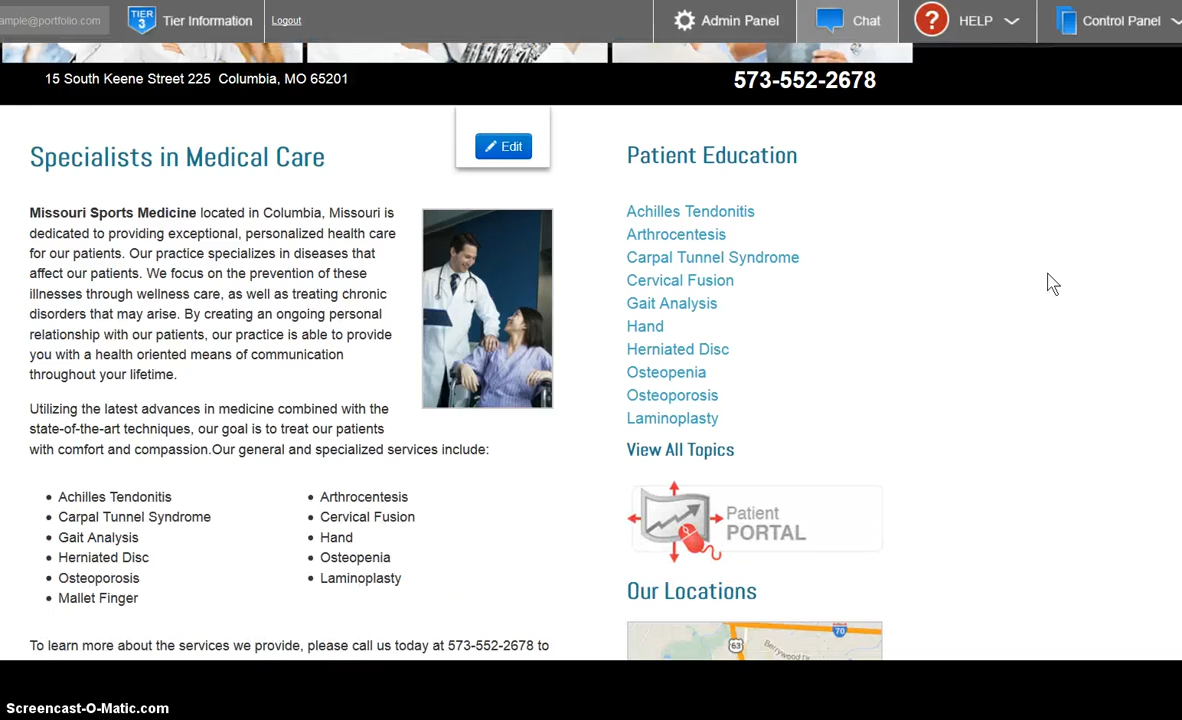 ample@portfolio.com
TIER 3
Tier Information
Logout
Admin Panel
Chat
?
HELP
Control Panel
15 South Keene Street 225  Columbia, MO 65201
573-552-2678
Edit
Specialists in Medical Care
Missouri Sports Medicine located in Columbia, Missouri is
dedicated to providing exceptional, personalized health care
for our patients. Our practice specializes in diseases that
affect our patients. We focus on the prevention of these
illnesses through wellness care, as well as treating chronic
disorders that may arise. By creating an ongoing personal
relationship with our patients, our practice is able to provide
you with a health oriented means of communication
throughout your lifetime.
Utilizing the latest advances in medicine combined with the
state-of-the-art techniques, our goal is to treat our patients
with comfort and compassion.Our general and specialized services include:
Achilles Tendonitis
Carpal Tunnel Syndrome
Gait Analysis
Herniated Disc
Osteoporosis
Mallet Finger
Arthrocentesis
Cervical Fusion
Hand
Osteopenia
Laminoplasty
To learn more about the services we provide, please call us today at 573-552-2678 to
Patient Education
Achilles Tendonitis
Arthrocentesis
Carpal Tunnel Syndrome
Cervical Fusion
Gait Analysis
Hand
Herniated Disc
Osteopenia
Osteoporosis
Laminoplasty
View All Topics
Patient
PORTAL
Our Locations
70
63
Berrywood Dr
Screencast-O-Matic.com